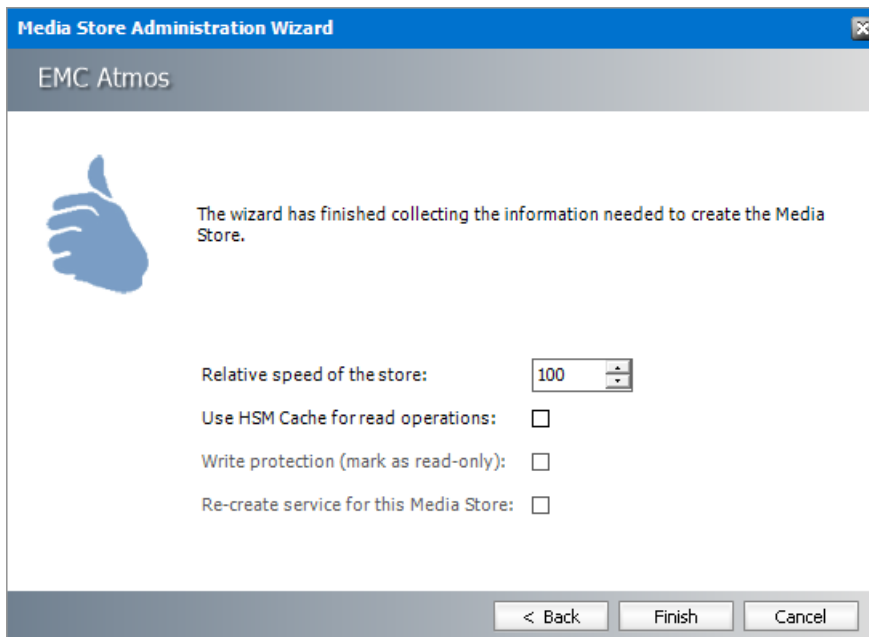 Media Store Administration Wizard
EMC Atmos
The wizard has finished collecting the information needed to create the Media
Store.
Relative speed of the store: 100
Use HSM Cache for read operations:
Write protection (mark as read-only):
Re-create service for this Media Store:
< Back Finish Cancel